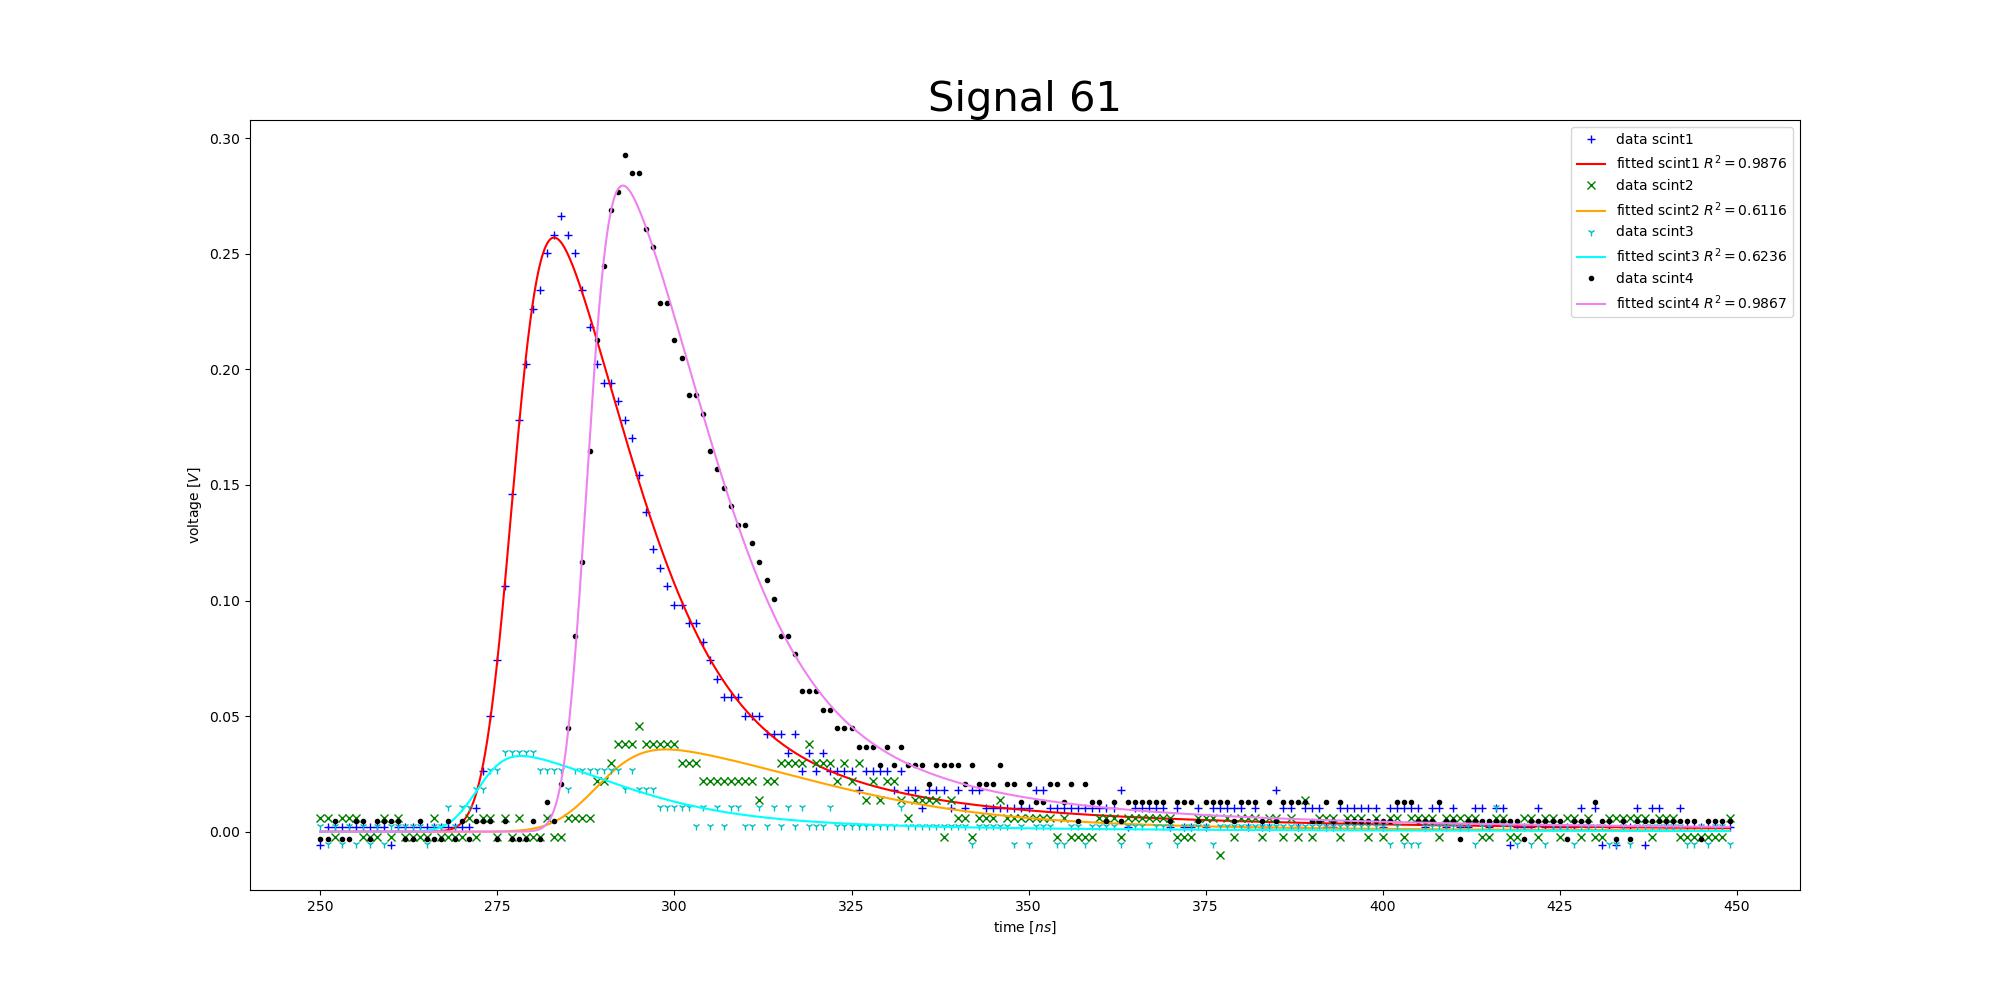 Signal 61
0.30
0.25
0.20
0.15
0.10
0.05
0.00
voltage [V]
250
275
300
325
350
375
400
425
450
time [ns]
data scint1
fitted scint1 R² = 0.9876
data scint2
fitted scint2 R² = 0.6116
data scint3
fitted scint3 R² = 0.6236
data scint4
fitted scint4 R² = 0.9867